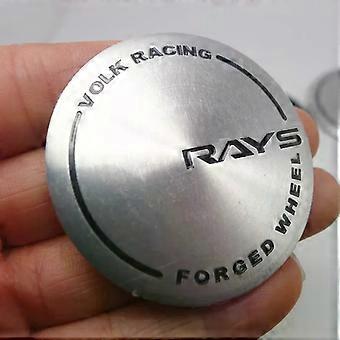 VOLK RACING
RAYS
FORGED WHEEL